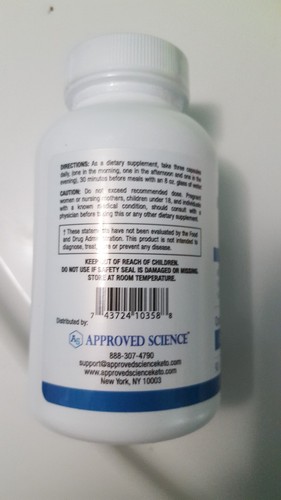 DIRECTIONS: As a dietary supplement, take three capsules
daily, (one in the morning, one in the afternoon and one in the
evening), 30 minutes before meals with an 8 oz. glass of water
CAUTION: Do not exceed recommended dose. Pregnant
women or nursing mothers, children under 18, and individuals
with a known medical condition, should consult with a
physician before using this or any other dietary supplement.
† These statements have not been evaluated by the Food
and Drug Administration. This product is not intended to
diagnose, treat, cure or prevent any disease.
KEEP OUT OF REACH OF CHILDREN.
DO NOT USE IF SAFETY SEAL IS DAMAGED OR MISSING.
STORE AT ROOM TEMPERATURE.
7 43724 10358 8
Distributed by:
AS APPROVED SCIENCE
888-307-4790
support@approvedscienceketo.com
www.approvedscienceketo.com
New York, NY 10003